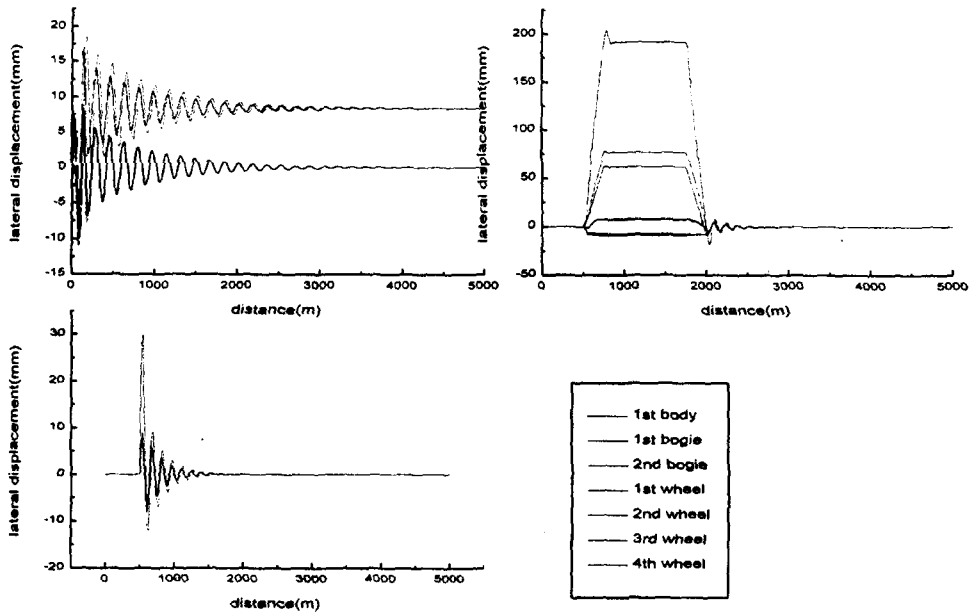 lateral displacement(mm)
20
15
10
5
0
-5
-10
-15
0
1000
2000
3000
4000
5000
distance(m)
lateral displacement(mm)
200
150
100
50
0
-50
0
1000
2000
3000
4000
5000
distance(m)
lateral displacement(mm)
30
20
10
0
-10
-20
0
1000
2000
3000
4000
5000
distance(m)
1st body
1st bogie
2nd bogie
1st wheel
2nd wheel
3rd wheel
4th wheel